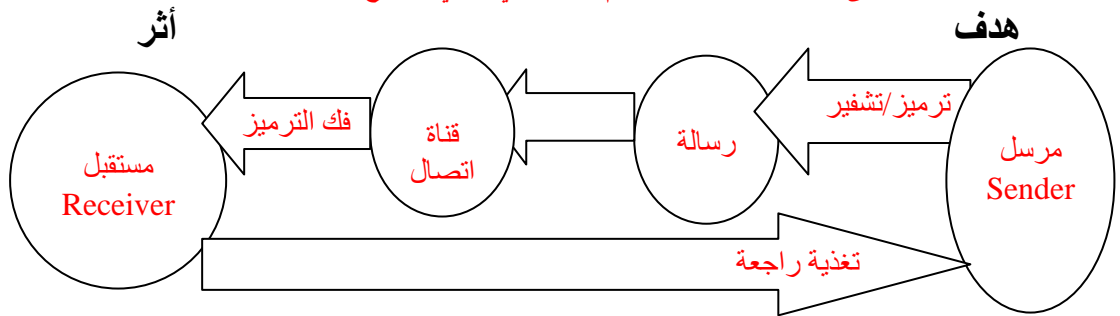 هدف
أثر
مرسل
Sender
ترميز/تشفير
رسالة
قناة
اتصال
فك الترميز
مستقبل
Receiver
تغذية راجعة